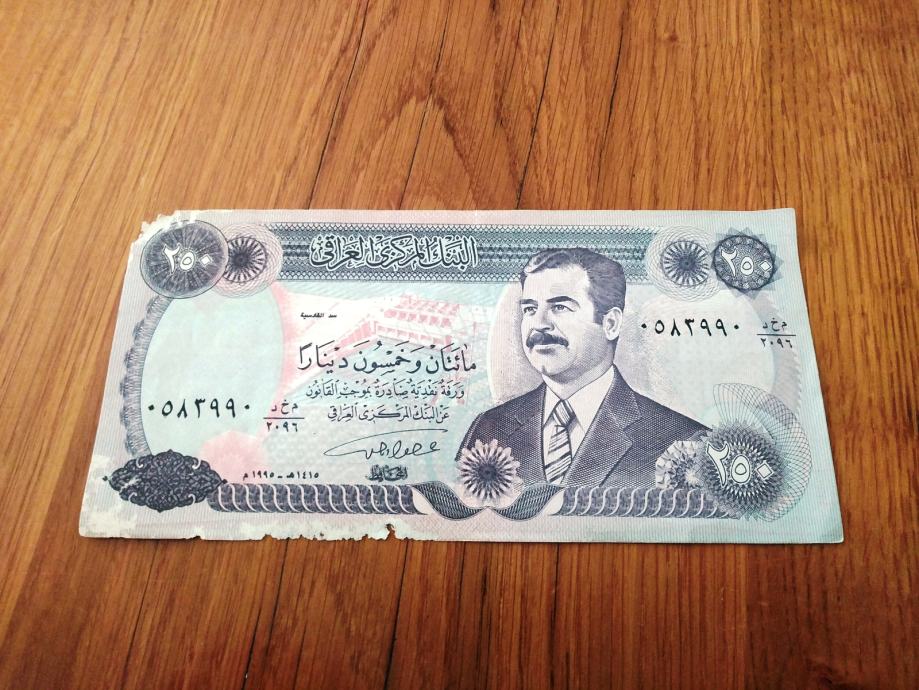 البنك المركزي العراقي
٢٥٠ ٢٥٠
سد القادسية
٠٥٨٣٩٩٠ م خ د
٢٠٩٦
مائتان وخمسون ديناراً
ورقة نقدية صادرة بموجب القانون
عن البنك المركزي العراقي
٠٥٨٣٩٩٠ م خ د
٢٠٩٦
٢٥٠
المحافظ
١٤١٥هـ - ١٩٩٥م